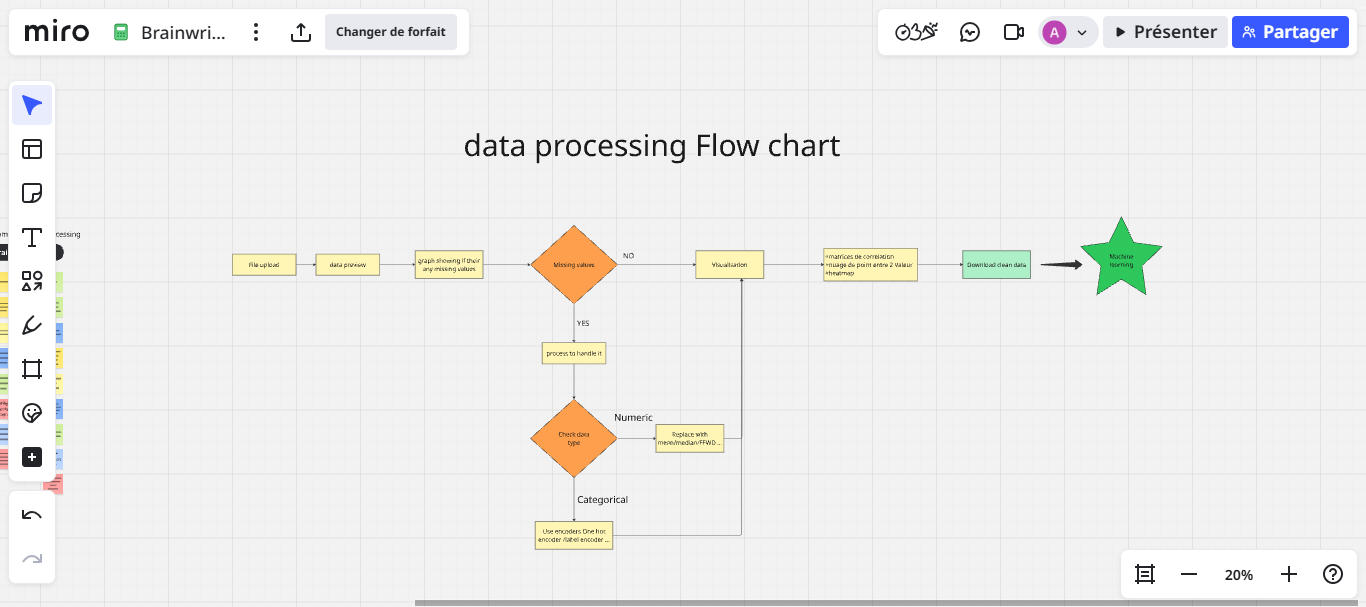 miro
Brainwri...
Changer de forfait
A
Présenter
Partager
data processing Flow chart
essing
File upload
data preview
graph showing if their
any missing values
Missing values
NO
Visualisation
•matrices de correlation
•nuage de point entre 2 Valeur
•heatmap
Download clean data
Machine
learning
YES
process to handle it
Check data
type
Numeric
Replace with
mean/median/FFWD ...
Categorical
Use encoders One hot
encoder /label encoder ...
20%